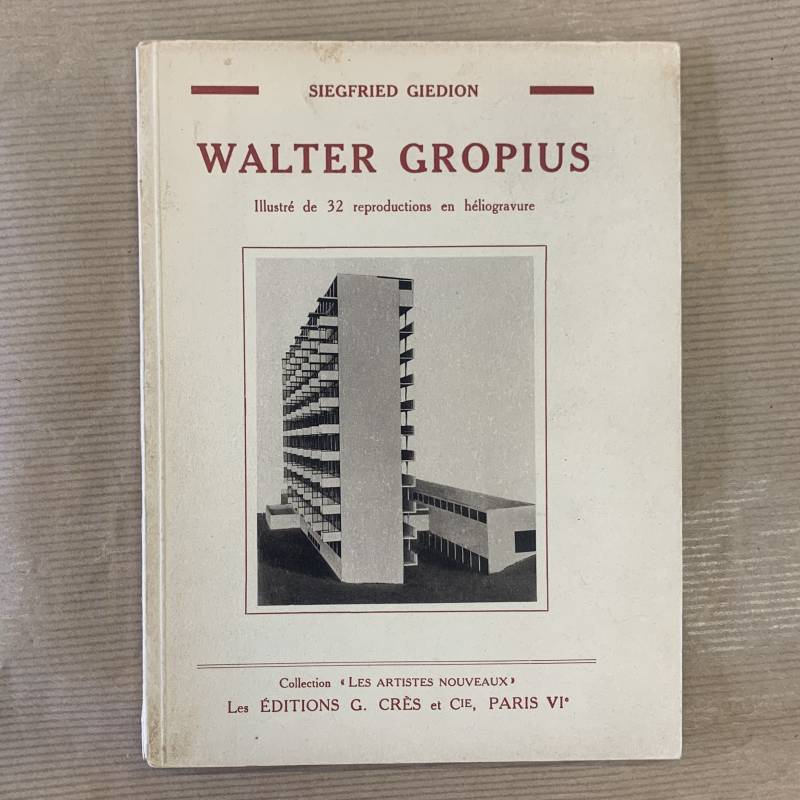 SIEGFRIED GIEDION
WALTER GROPIUS
Illustré de 32 reproductions en héliogravure
Collection « LES ARTISTES NOUVEAUX »
Les ÉDITIONS G. CRÈS et CIE, PARIS VIᵉ